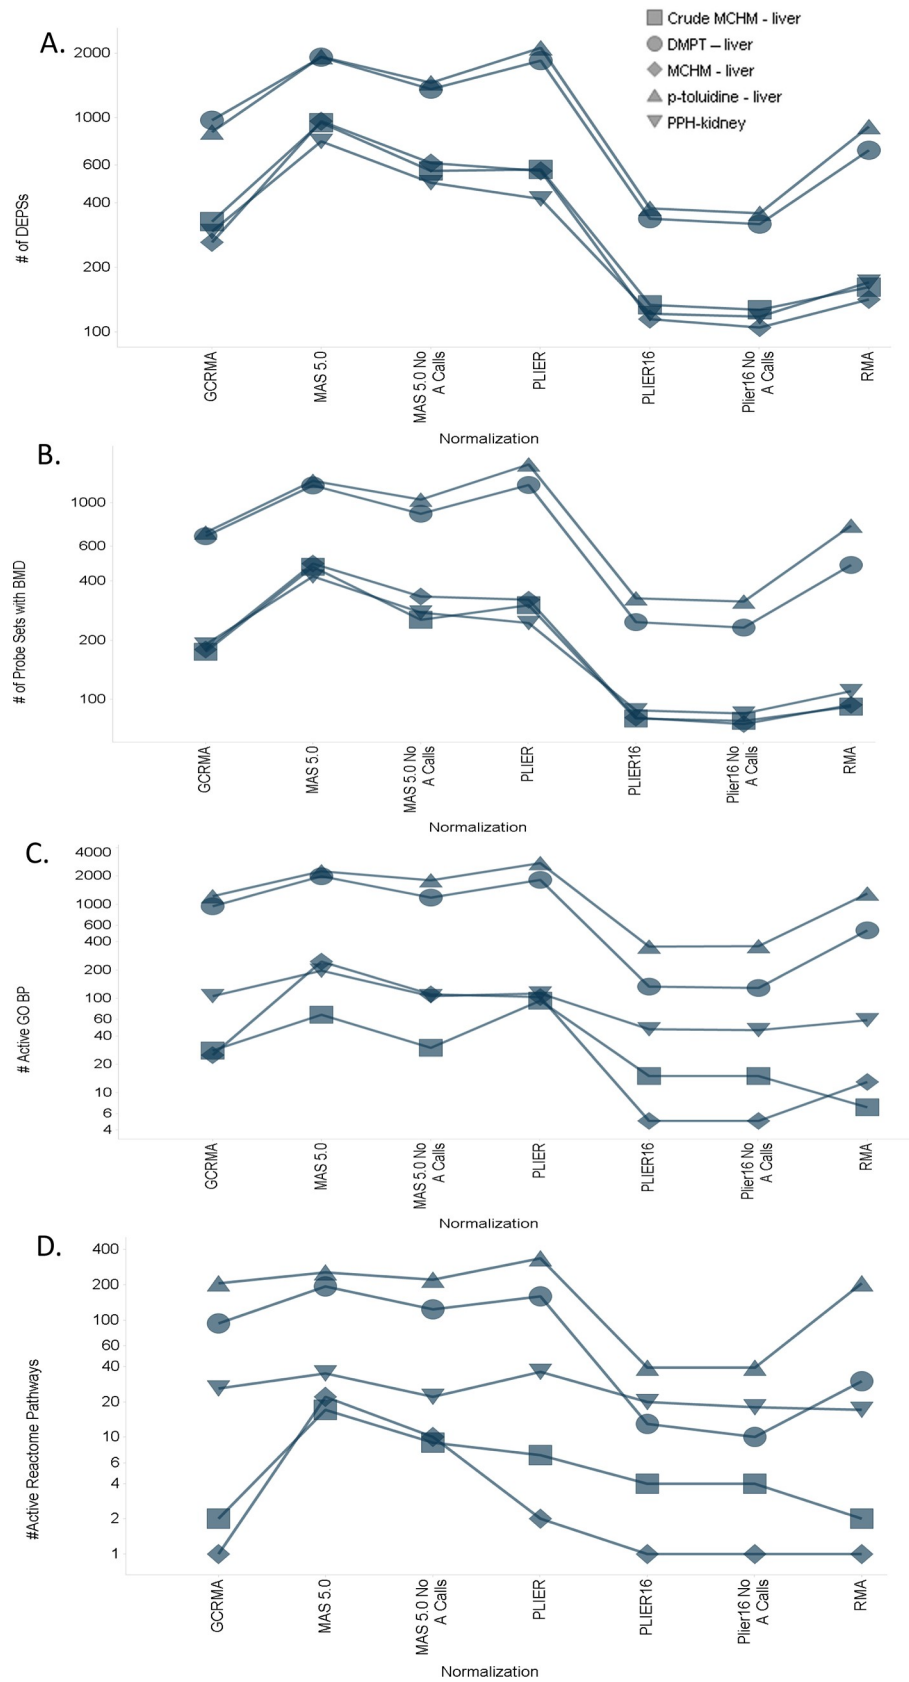 A.
Crude MCHM - liver
DMPT – liver
MCHM - liver
p-toluidine - liver
PPH-kidney
# of DEPSs
2000
1000
600
400
200
100
GCRMA
MAS 5.0
MAS 5.0 No
A Calls
PLIER
PLIER16
Plier16 No
A Calls
RMA
Normalization
B.
# of Probe Sets with BMD
1000
600
400
200
100
GCRMA
MAS 5.0
MAS 5.0 No
A Calls
PLIER
PLIER16
Plier16 No
A Calls
RMA
Normalization
C.
# Active GO BP
4000
2000
1000
600
400
200
100
60
40
20
10
6
4
GCRMA
MAS 5.0
MAS 5.0 No
A Calls
PLIER
PLIER16
Plier16 No
A Calls
RMA
Normalization
D.
#Active Reactome Pathways
400
200
100
60
40
20
10
6
4
2
1
GCRMA
MAS 5.0
MAS 5.0 No
A Calls
PLIER
PLIER16
Plier16 No
A Calls
RMA
Normalization